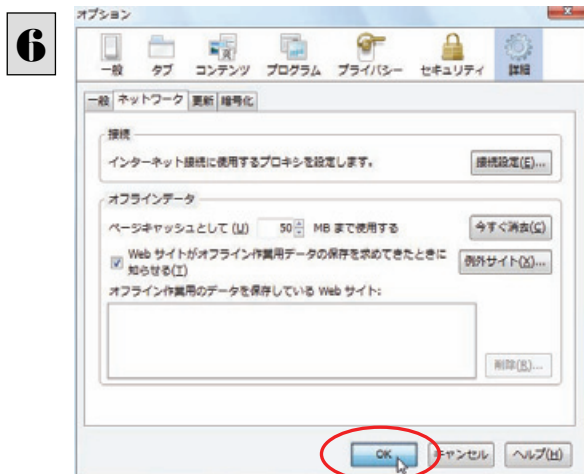 6
オプション
一般 タブ コンテンツ プログラム プライバシー セキュリティ 詳細
一般 ネットワーク 更新 暗号化
接続
インターネット接続に使用するプロキシを設定します。 接続設定(E)...
オフラインデータ
ページキャッシュとして (U) 50 MB まで使用する 今すぐ消去(C)
Web サイトがオフライン作業用データの保存を求めてきたときに
知らせる(T) 例外サイト(X)...
オフライン作業用のデータを保存している Web サイト:
削除(R)...
OK キャンセル ヘルプ(H)